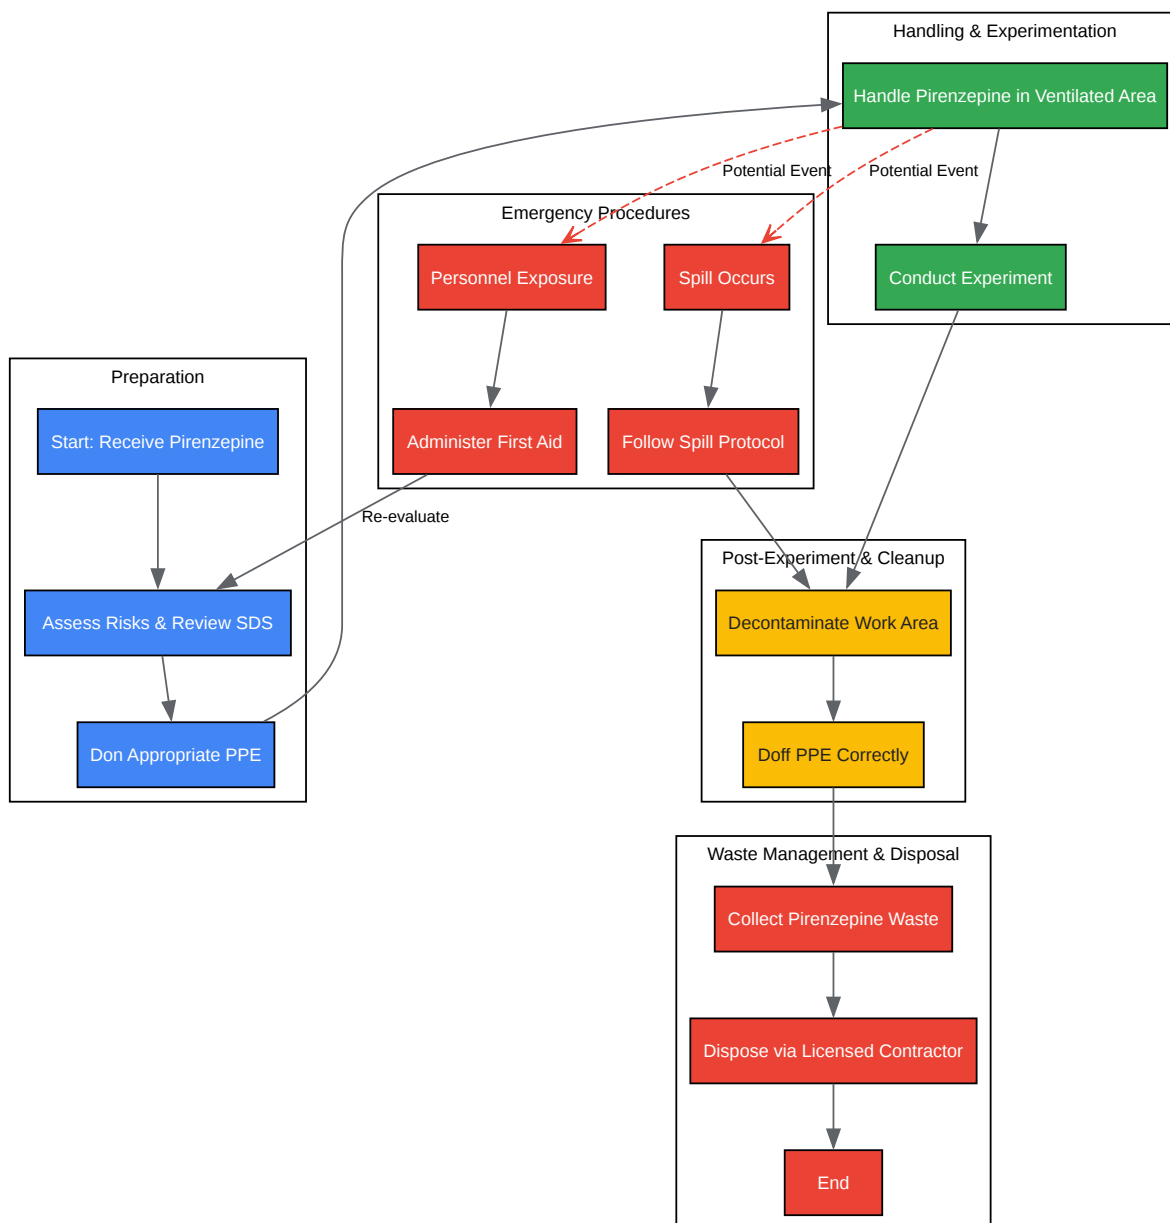 Handling & Experimentation
Handle Pirenzepine in Ventilated Area
Potential Event
Potential Event
Emergency Procedures
Personnel Exposure
Spill Occurs
Conduct Experiment
Preparation
Start: Receive Pirenzepine
Administer First Aid
Follow Spill Protocol
Re-evaluate
Post-Experiment & Cleanup
Assess Risks & Review SDS
Decontaminate Work Area
Don Appropriate PPE
Doff PPE Correctly
Waste Management & Disposal
Collect Pirenzepine Waste
Dispose via Licensed Contractor
End